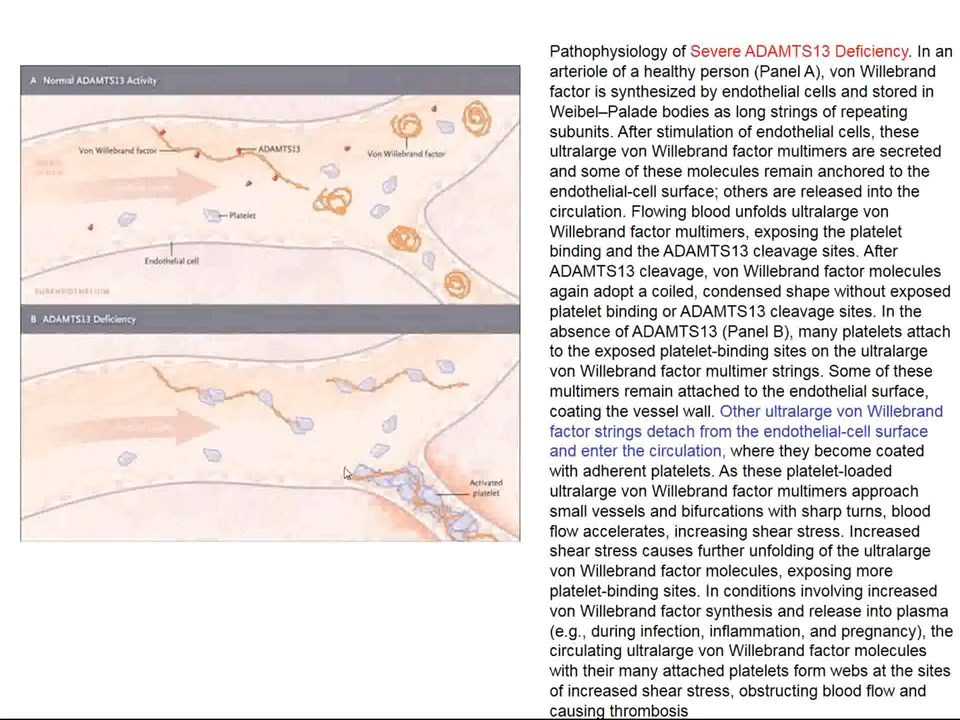 A Normal ADAMTS13 Activity
Von Willebrand factor
ADAMTS13
Von Willebrand factor
Platelet
Endothelial cell
SUBENDOTHELIUM
B ADAMTS13 Deficiency
Activated
platelet
Pathophysiology of Severe ADAMTS13 Deficiency. In an
arteriole of a healthy person (Panel A), von Willebrand
factor is synthesized by endothelial cells and stored in
Weibel–Palade bodies as long strings of repeating
subunits. After stimulation of endothelial cells, these
ultralarge von Willebrand factor multimers are secreted
and some of these molecules remain anchored to the
endothelial-cell surface; others are released into the
circulation. Flowing blood unfolds ultralarge von
Willebrand factor multimers, exposing the platelet
binding and the ADAMTS13 cleavage sites. After
ADAMTS13 cleavage, von Willebrand factor molecules
again adopt a coiled, condensed shape without exposed
platelet binding or ADAMTS13 cleavage sites. In the
absence of ADAMTS13 (Panel B), many platelets attach
to the exposed platelet-binding sites on the ultralarge
von Willebrand factor multimer strings. Some of these
multimers remain attached to the endothelial surface,
coating the vessel wall. Other ultralarge von Willebrand
factor strings detach from the endothelial-cell surface
and enter the circulation, where they become coated
with adherent platelets. As these platelet-loaded
ultralarge von Willebrand factor multimers approach
small vessels and bifurcations with sharp turns, blood
flow accelerates, increasing shear stress. Increased
shear stress causes further unfolding of the ultralarge
von Willebrand factor molecules, exposing more
platelet-binding sites. In conditions involving increased
von Willebrand factor synthesis and release into plasma
(e.g., during infection, inflammation, and pregnancy), the
circulating ultralarge von Willebrand factor molecules
with their many attached platelets form webs at the sites
of increased shear stress, obstructing blood flow and
causing thrombosis